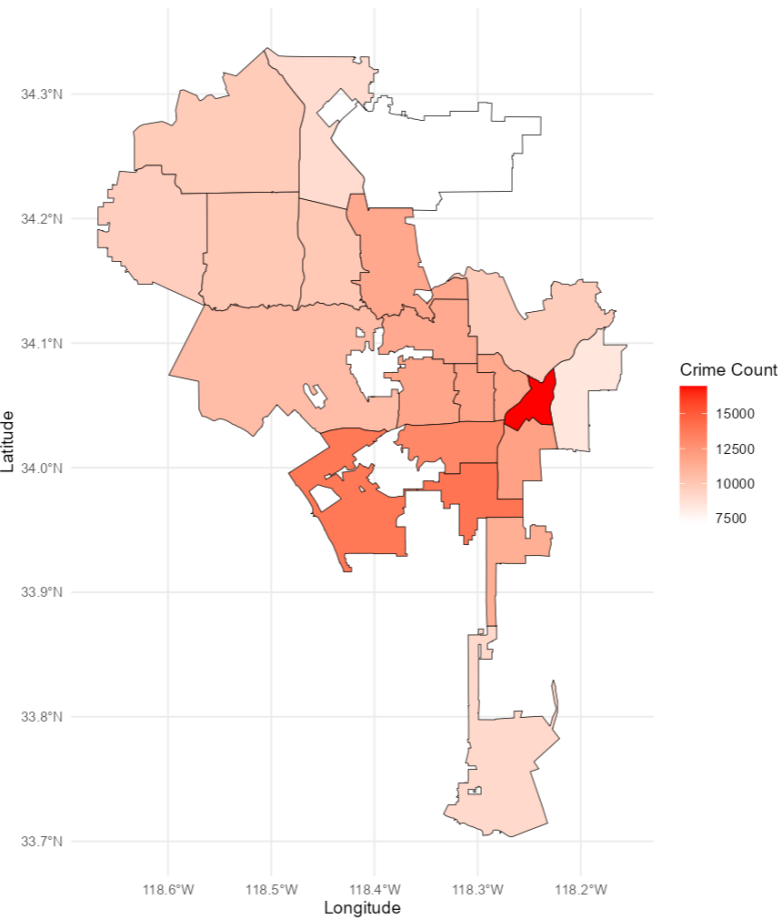 34.3°N
34.2°N
34.1°N
34.0°N
33.9°N
33.8°N
33.7°N
Latitude
118.6°W 118.5°W 118.4°W 118.3°W 118.2°W
Longitude
Crime Count
15000
12500
10000
7500